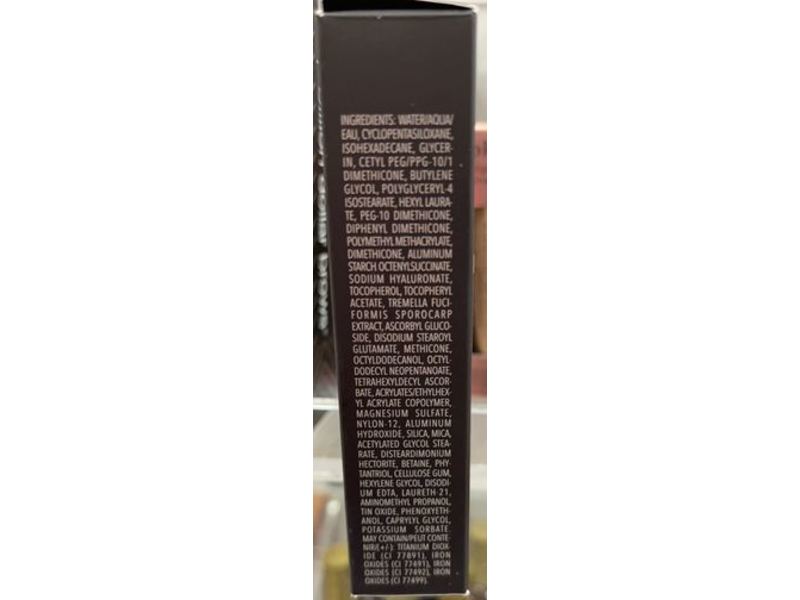 INGREDIENTS: WATER/AQUA/
EAU, CYCLOPENTASILOXANE,
ISOHEXADECANE, GLYCER-
IN, CETYL PEG/PPG-10/1
DIMETHICONE, BUTYLENE
GLYCOL, POLYGLYCERYL-4
ISOSTEARATE, HEXYL LAURA-
TE, PEG-10 DIMETHICONE,
DIPHENYL DIMETHICONE,
POLYMETHYL METHACRYLATE,
DIMETHICONE, ALUMINUM
STARCH OCTENYLSUCCINATE,
SODIUM HYALURONATE,
TOCOPHEROL, TOCOPHERYL
ACETATE, TREMELLA FUCI-
FORMIS SPOROCARP
EXTRACT, ASCORBYL GLUCO-
SIDE, DISODIUM STEAROYL
GLUTAMATE, METHICONE,
OCTYLDODECANOL, OCTYL-
DODECYL NEOPENTANOATE,
TETRAHEXYLDECYL ASCOR-
BATE, ACRYLATES/ETHYLHEX-
YL ACRYLATE COPOLYMER,
MAGNESIUM SULFATE,
NYLON-12, ALUMINUM
HYDROXIDE, SILICA, MICA,
ACETYLATED GLYCOL STEA-
RATE, DISTEARDIMONIUM
HECTORITE, BETAINE, PHY-
TANTRIOL, CELLULOSE GUM,
HEXYLENE GLYCOL, DISODI-
UM EDTA, LAURETH-21,
AMINOMETHYL PROPANOL,
TIN OXIDE, PHENOXYETH-
ANOL, CAPRYLYL GLYCOL,
POTASSIUM SORBATE.
MAY CONTAIN/PEUT CONTE-
NIR/(+/-): TITANIUM DIOX-
IDE (CI 77891), IRON
OXIDES (CI 77491), IRON
OXIDES (CI 77492), IRON
OXIDES (CI 77499).